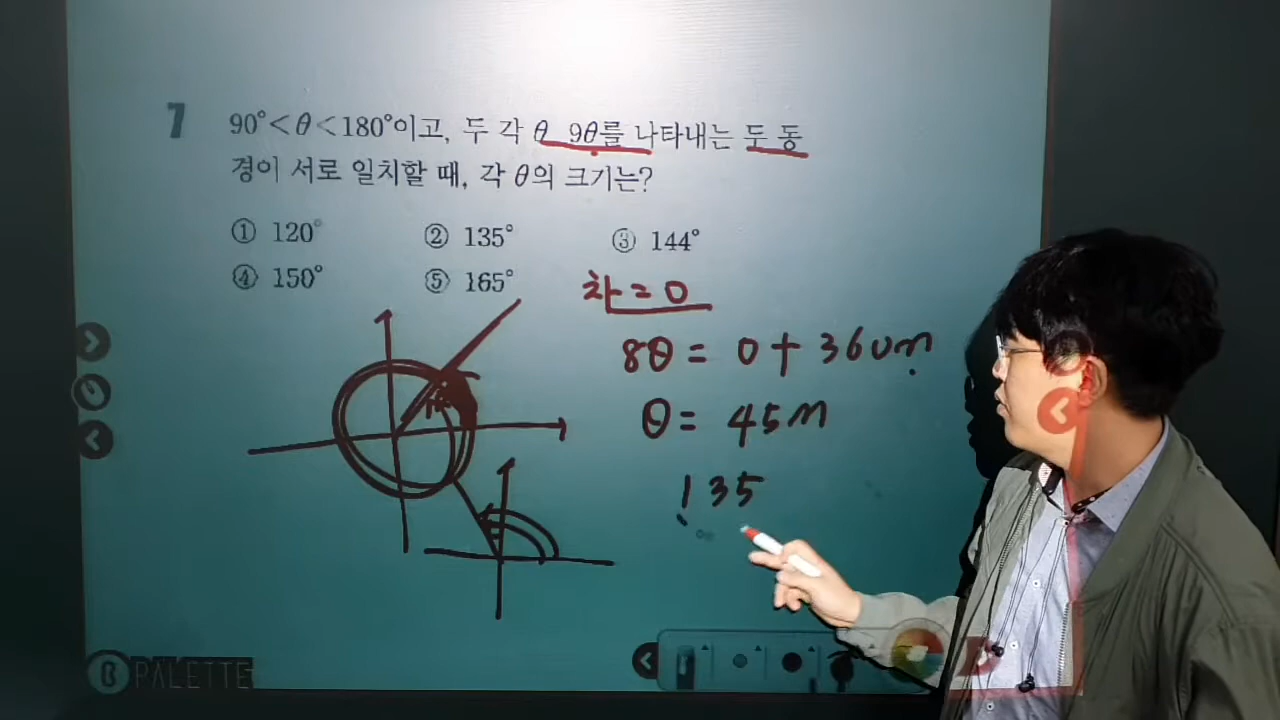 7
90°<θ<180°이고, 두 각 θ 9θ를 나타내는 두 동
경이 서로 일치할 때, 각 θ의 크기는?
① 120° ② 135° ③ 144°
④ 150° ⑤ 165°
차=0
8θ = 0+360n
θ = 45n
135
PALETTE